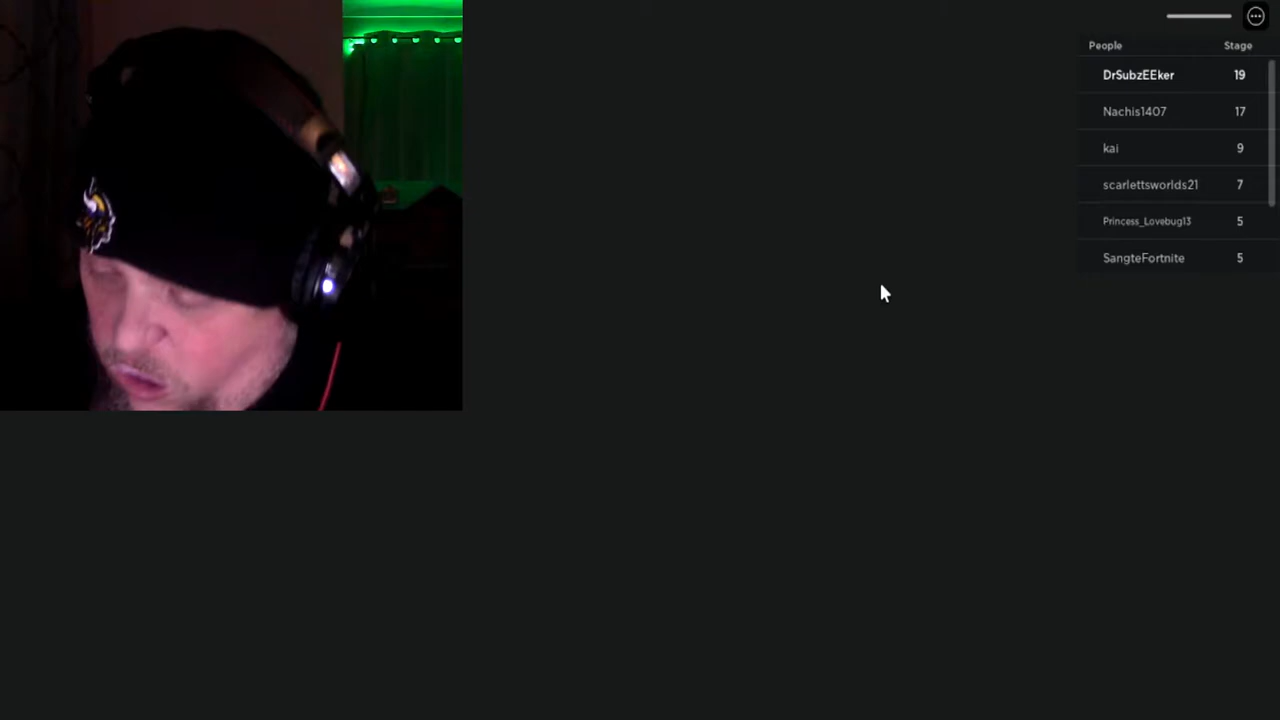 People Stage
DrSubzEEker 19
Nachis1407 17
kai 9
scarlettsworlds21 7
Princess_Lovebug13 5
SangteFortnite 5